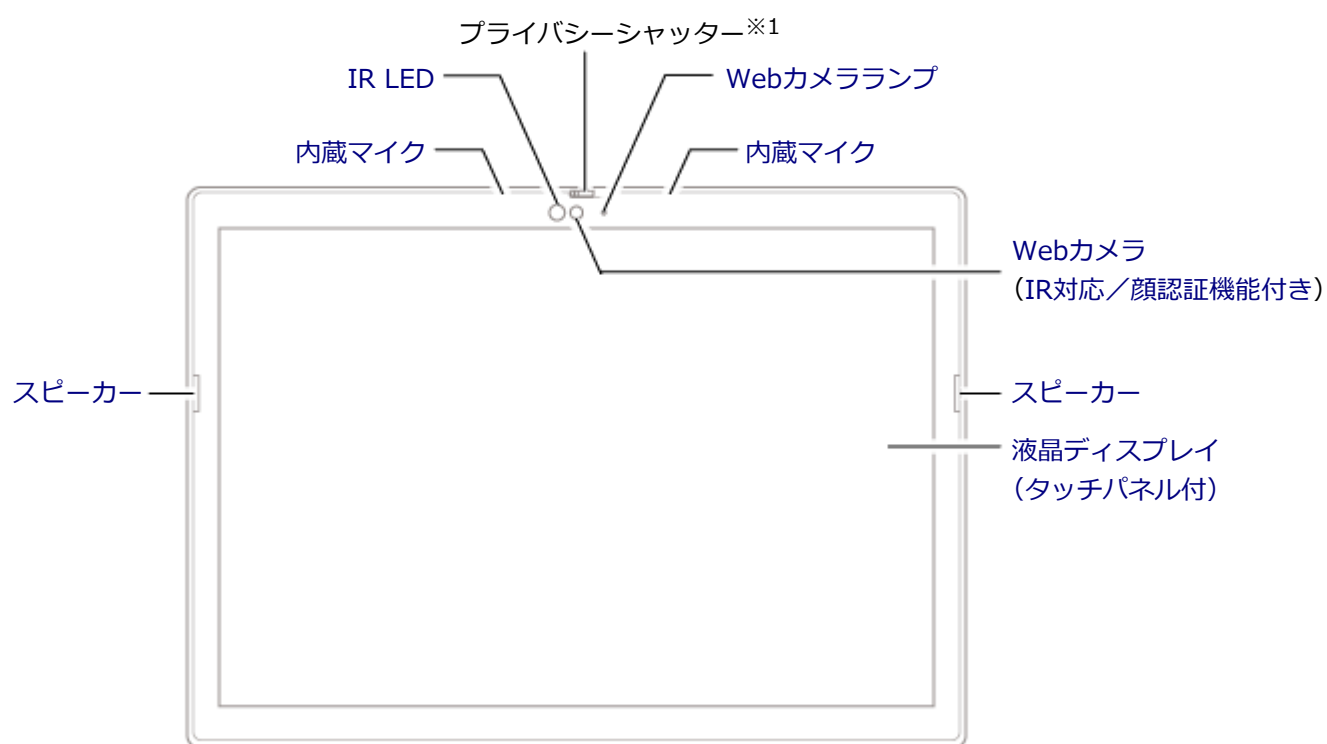 プライバシーシャッター※1
IR LED
Webカメラランプ
内蔵マイク
内蔵マイク
Webカメラ
（IR対応／顔認証機能付き）
スピーカー
スピーカー
液晶ディスプレイ
（タッチパネル付）